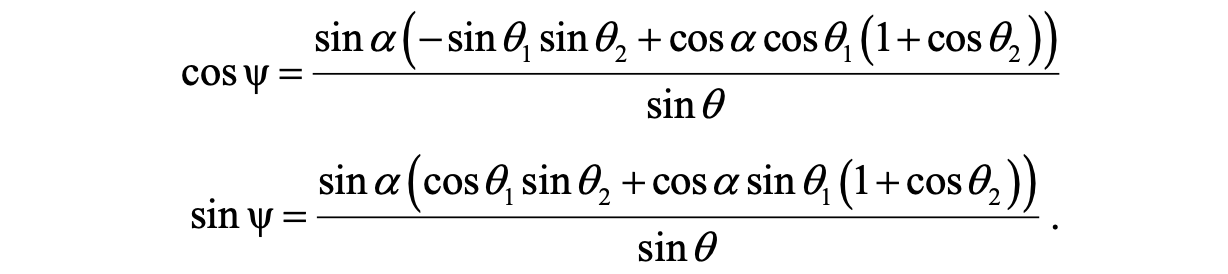 cos ψ = sin α(−sin θ₁ sin θ₂ + cos α cos θ₁(1 + cos θ₂)) / sin θ
sin ψ = sin α(cos θ₁ sin θ₂ + cos α sin θ₁(1 + cos θ₂)) / sin θ .